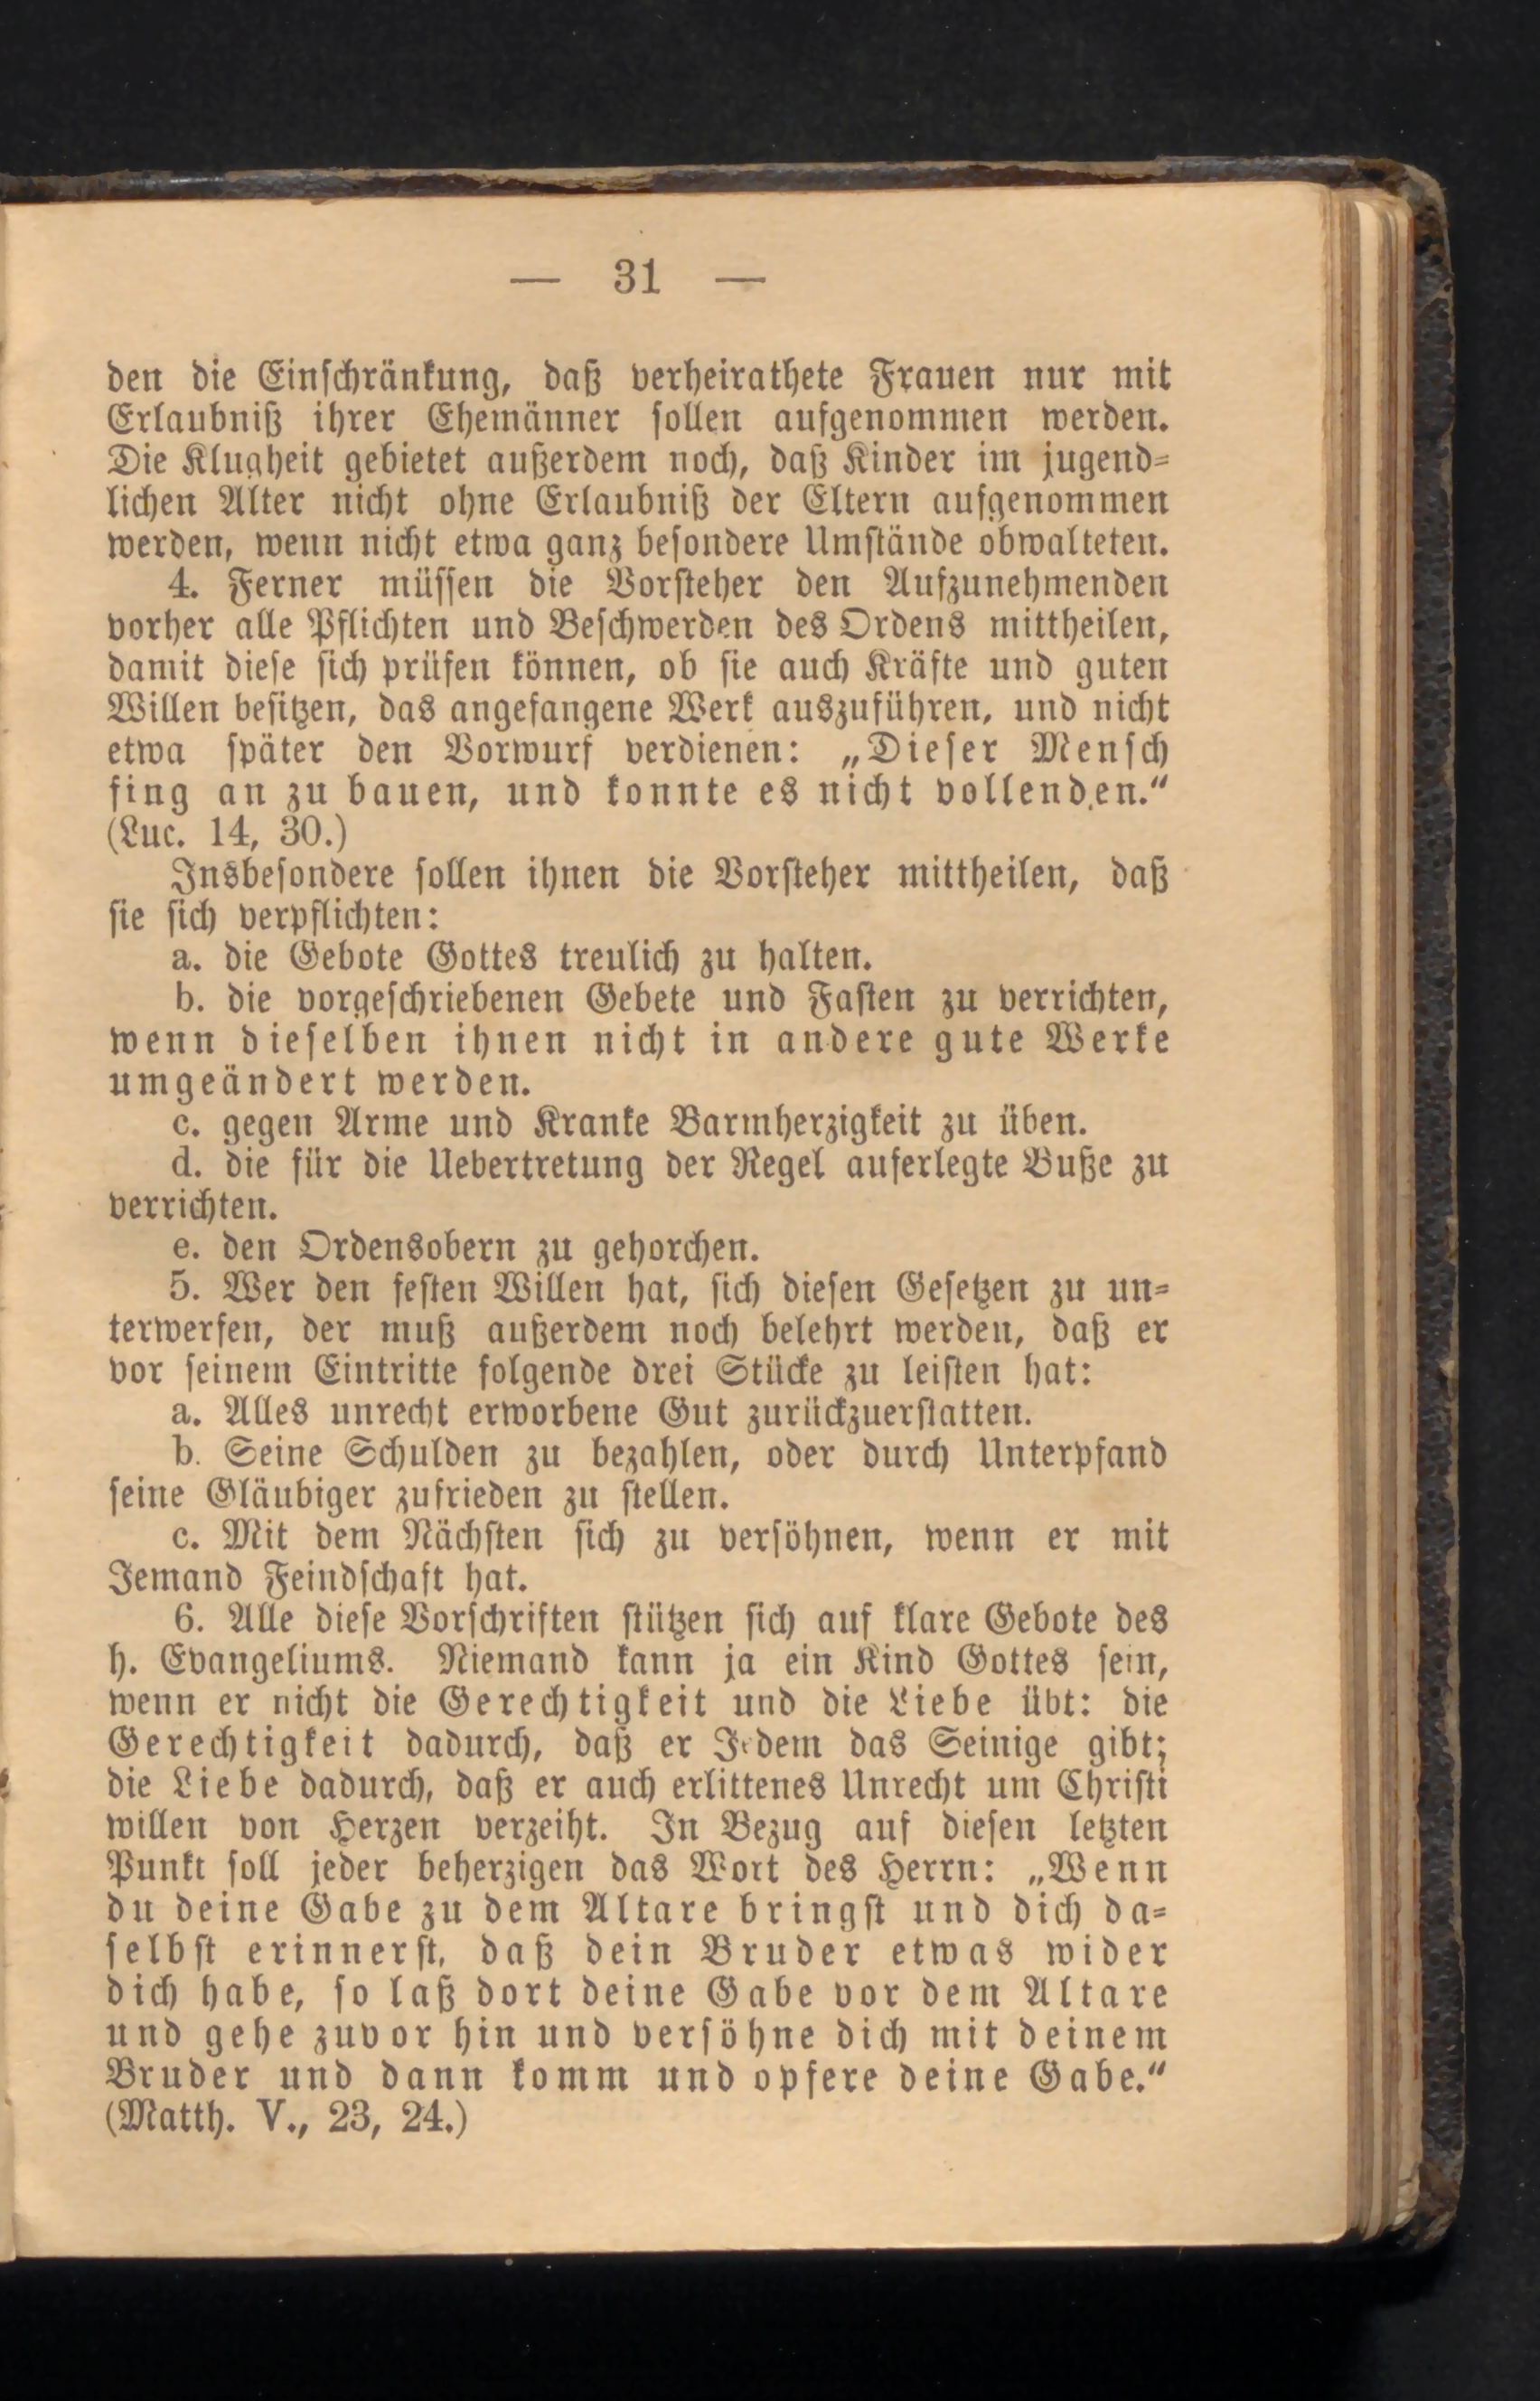 — 31 —
den die Einschränkung, daß verheirathete Frauen nur mit
Erlaubniß ihrer Ehemänner sollen aufgenommen werden.
Die Klugheit gebietet außerdem noch, daß Kinder im jugend-
lichen Alter nicht ohne Erlaubniß der Eltern aufgenommen
werden, wenn nicht etwa ganz besondere Umstände obwalteten.
4. Ferner müssen die Vorsteher den Aufzunehmenden
vorher alle Pflichten und Beschwerden des Ordens mittheilen,
damit diese sich prüfen können, ob sie auch Kräfte und guten
Willen besitzen, das angefangene Werk auszuführen, und nicht
etwa später den Vorwurf verdienen: „Dieser Mensch
fing an zu bauen, und konnte es nicht vollenden.“
(Luc. 14, 30.)
Insbesondere sollen ihnen die Vorsteher mittheilen, daß
sie sich verpflichten:
a. die Gebote Gottes treulich zu halten.
b. die vorgeschriebenen Gebete und Fasten zu verrichten,
wenn dieselben ihnen nicht in andere gute Werke
umgeändert werden.
c. gegen Arme und Kranke Barmherzigkeit zu üben.
d. die für die Uebertretung der Regel auferlegte Buße zu
verrichten.
e. den Ordensobern zu gehorchen.
5. Wer den festen Willen hat, sich diesen Gesetzen zu un-
terwerfen, der muß außerdem noch belehrt werden, daß er
vor seinem Eintritte folgende drei Stücke zu leisten hat:
a. Alles unrecht erworbene Gut zurückzuerstatten.
b. Seine Schulden zu bezahlen, oder durch Unterpfand
seine Gläubiger zufrieden zu stellen.
c. Mit dem Nächsten sich zu versöhnen, wenn er mit
Jemand Feindschaft hat.
6. Alle diese Vorschriften stützen sich auf klare Gebote des
h. Evangeliums. Niemand kann ja ein Kind Gottes sein,
wenn er nicht die Gerechtigkeit und die Liebe übt: die
Gerechtigkeit dadurch, daß er Jedem das Seinige gibt;
die Liebe dadurch, daß er auch erlittenes Unrecht um Christi
willen von Herzen verzeiht. In Bezug auf diesen letzten
Punkt soll jeder beherzigen das Wort des Herrn: „Wenn
du deine Gabe zu dem Altare bringst und dich da-
selbst erinnerst, daß dein Bruder etwas wider
dich habe, so laß dort deine Gabe vor dem Altare
und gehe zuvor hin und versöhne dich mit deinem
Bruder und dann komm und opfere deine Gabe.“
(Matth. V., 23, 24.)